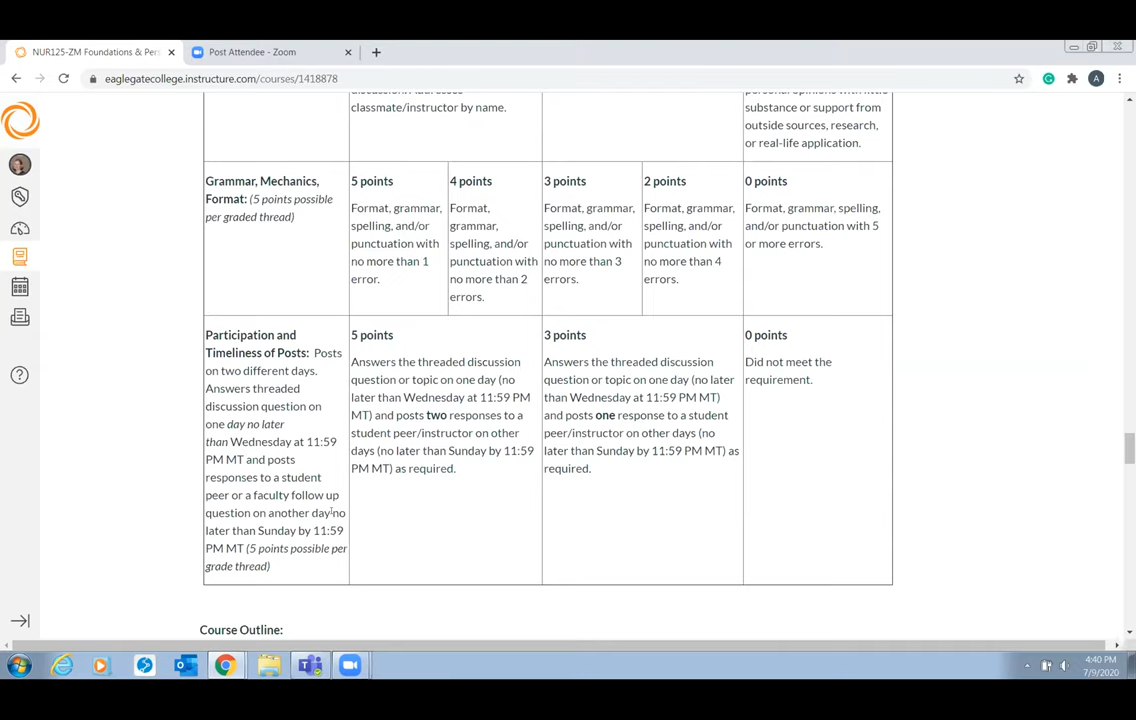 NUR125-ZM Foundations & Pers
Post Attendee - Zoom
eaglegatecollege.instructure.com/courses/1418878
A
classmate/instructor by name.
substance or support from
outside sources, research,
or real-life application.
Grammar, Mechanics,
Format: (5 points possible
per graded thread)
5 points
Format, grammar,
spelling, and/or
punctuation with
no more than 1
error.
4 points
Format,
grammar,
spelling, and/or
punctuation with
no more than 2
errors.
3 points
Format, grammar,
spelling, and/or
punctuation with
no more than 3
errors.
2 points
Format, grammar,
spelling, and/or
punctuation with
no more than 4
errors.
0 points
Format, grammar, spelling,
and/or punctuation with 5
or more errors.
Participation and
Timeliness of Posts: Posts
on two different days.
Answers threaded
discussion question on
one day no later
than Wednesday at 11:59
PM MT and posts
responses to a student
peer or a faculty follow up
question on another day no
later than Sunday by 11:59
PM MT (5 points possible per
grade thread)
5 points
Answers the threaded discussion
question or topic on one day (no
later than Wednesday at 11:59 PM
MT) and posts two responses to a
student peer/instructor on other
days (no later than Sunday by 11:59
PM MT) as required.
3 points
Answers the threaded discussion
question or topic on one day (no
later than Wednesday at 11:59 PM MT)
and posts one response to a student
peer/instructor on other days (no
later than Sunday by 11:59 PM MT) as
required.
0 points
Did not meet the
requirement.
Course Outline:
4:40 PM
7/9/2020